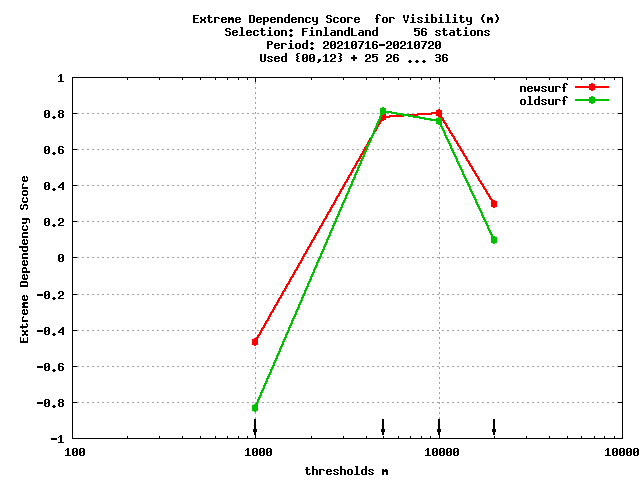 Extreme Dependency Score  for Visibility (m)
Selection: FinlandLand     56 stations
Period: 20210716-20210720
Used {00,12} + 25 26 ... 36
newsurf
oldsurf
Extreme Dependency Score
1
0.8
0.6
0.4
0.2
0
-0.2
-0.4
-0.6
-0.8
-1
100 1000 10000 10000
thresholds m